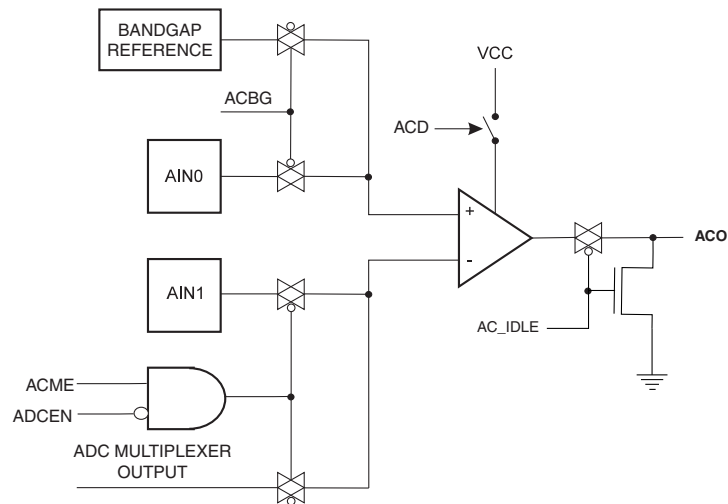 BANDGAP
REFERENCE
VCC
ACBG
ACD
AIN0
+
-
ACO
AIN1
AC_IDLE
ACME
ADCEN
ADC MULTIPLEXER
OUTPUT